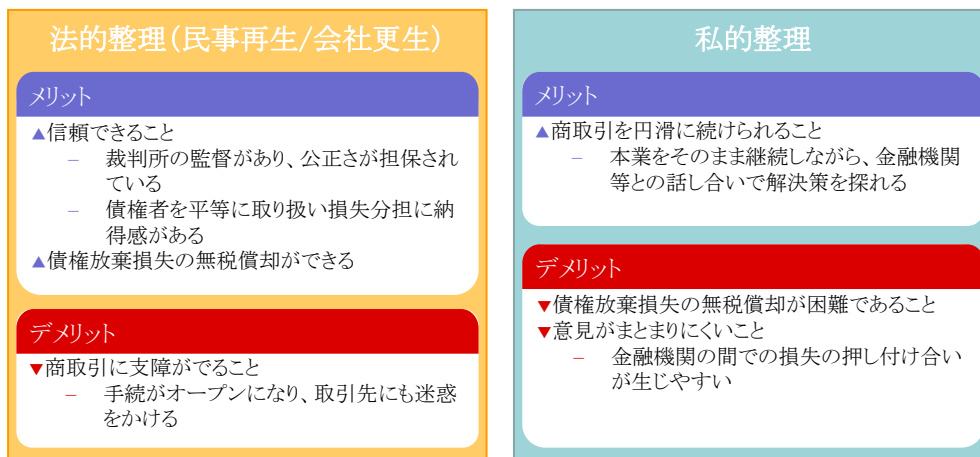 法的整理（民事再生/会社更生）
メリット
▲信頼できること
－ 裁判所の監督があり、公正さが担保され
ている
－ 債権者を平等に取り扱い損失分担に納
得感がある
▲債権放棄損失の無税償却ができる
デメリット
▼商取引に支障がでること
－ 手続がオープンになり、取引先にも迷惑
をかける
私的整理
メリット
▲商取引を円滑に続けられること
－ 本業をそのまま継続しながら、金融機関
等との話し合いで解決策を探れる
デメリット
▼債権放棄損失の無税償却が困難であること
▼意見がまとまりにくいこと
－ 金融機関の間での損失の押し付け合い
が生じやすい